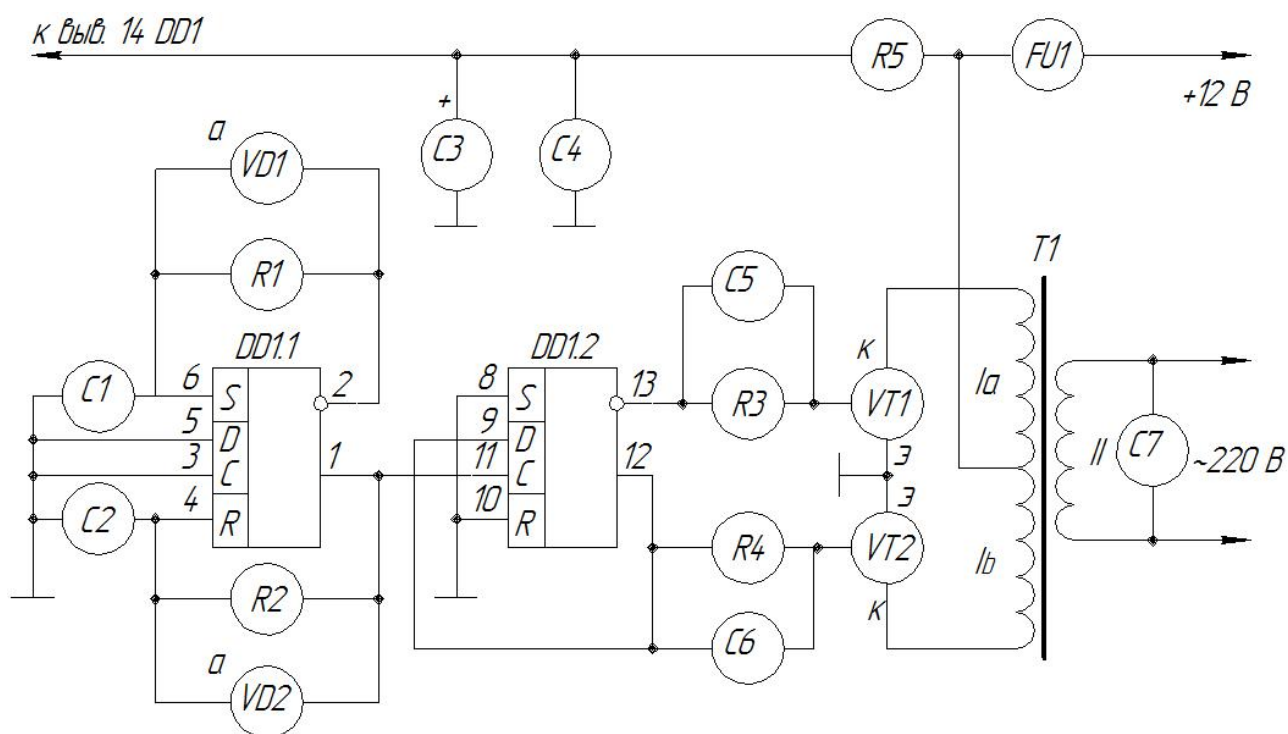 к выв. 14 DD1
R5
FU1
+12 В
+
C3
C4
а
VD1
R1
T1
C5
DD1.1
DD1.2
к
C1
6
S
2
8
S
13
R3
VT1
Iа
5
D
9
D
3
C
1
11
C
12
э
II
C7
~220 В
4
R
10
R
э
C2
R4
VT2
Ib
R2
к
C6
а
VD2